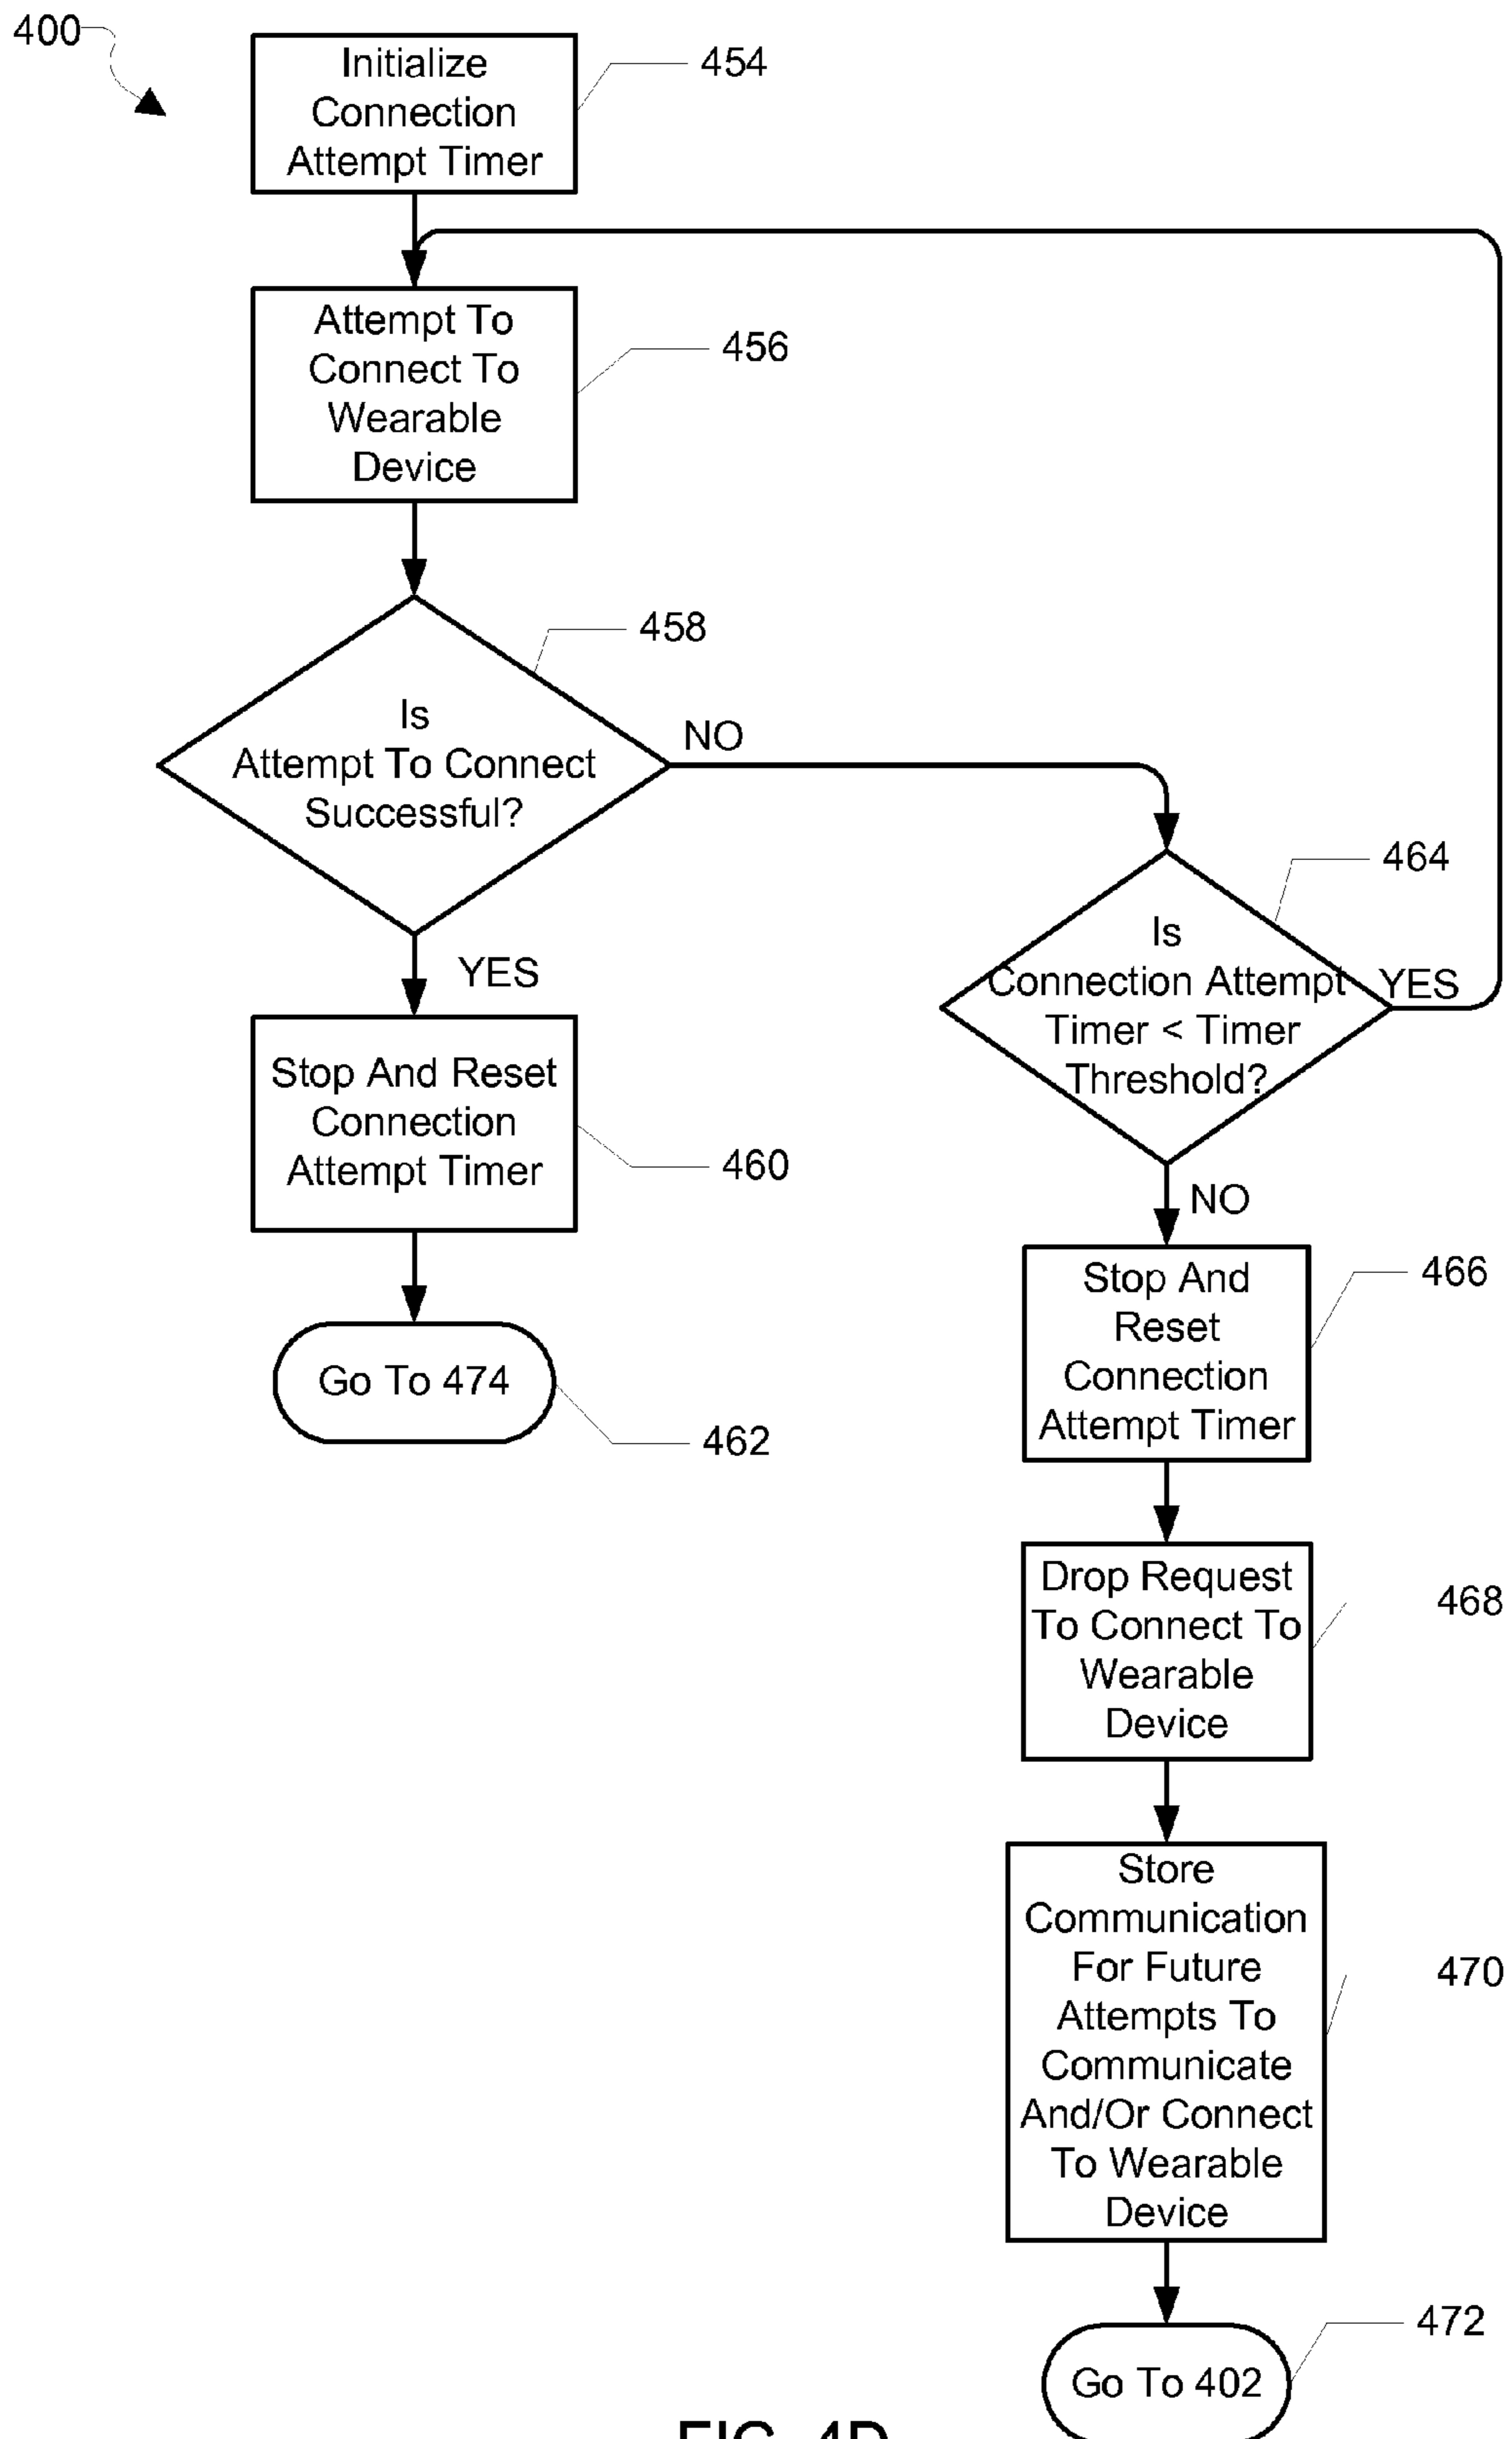 400
Initialize
Connection
Attempt Timer
454
Attempt To
Connect To
Wearable
Device
456
458
Is
Attempt To Connect
Successful?
NO
YES
464
Is
Connection Attempt
Timer < Timer
Threshold?
YES
NO
Stop And Reset
Connection
Attempt Timer
460
Go To 474
462
Stop And
Reset
Connection
Attempt Timer
466
Drop Request
To Connect To
Wearable
Device
468
Store
Communication
For Future
Attempts To
Communicate
And/Or Connect
To Wearable
Device
470
472
Go To 402